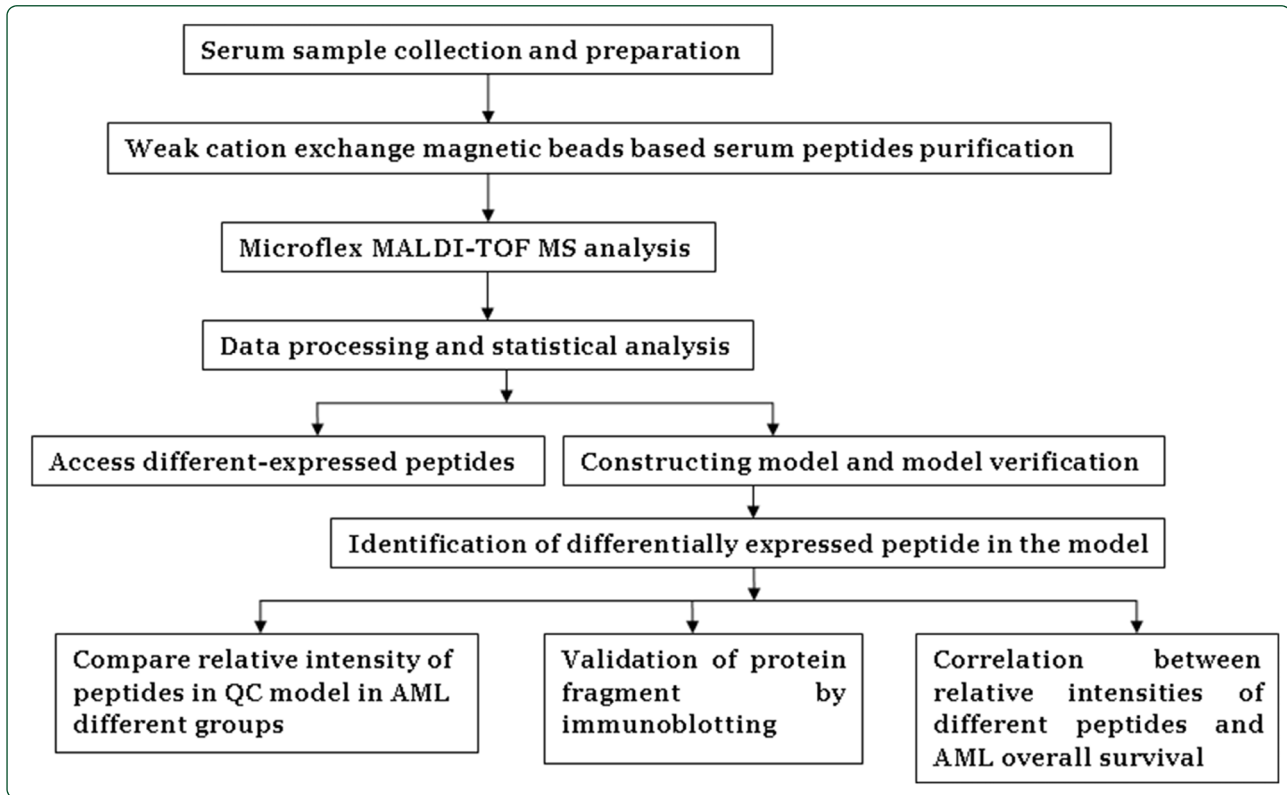 Serum sample collection and preparation
Weak cation exchange magnetic beads based serum peptides purification
Microflex MALDI-TOF MS analysis
Data processing and statistical analysis
Access different-expressed peptides
Constructing model and model verification
Identification of differentially expressed peptide in the model
Compare relative intensity of
peptides in QC model in AML
different groups
Validation of protein
fragment by
immunoblotting
Correlation between
relative intensities of
different peptides and
AML overall survival